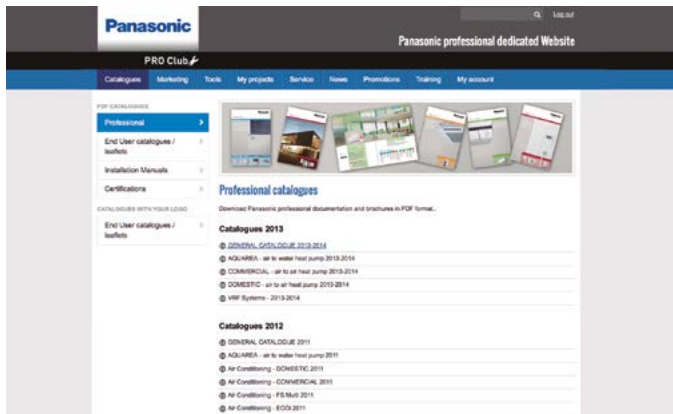 Panasonic
Log out
Panasonic professional dedicated Website
PRO Club
Catalogues Marketing Tools My projects Service News Promotions Training My account
PDF CATALOGUES
Professional
End User catalogues /
leaflets
Installation Manuals
Certifications
CATALOGUES WITH YOUR LOGO
End User catalogues /
leaflets
Professional catalogues
Download Panasonic professional documentation and brochures in PDF format..
Catalogues 2013
GENERAL CATALOGUE 2013-2014
AQUAREA - air to water heat pump 2013-2014
COMMERCIAL - air to air heat pump 2013-2014
DOMESTIC - air to air heat pump 2013-2014
VRF Systems - 2013-2014
Catalogues 2012
GENERAL CATALOGUE 2011
AQUAREA - air to water heat pump 2011
Air Conditioning - DOMESTIC 2011
Air Conditioning - COMMERCIAL 2011
Air Conditioning - FS Multi 2011
Air Conditioning - ECOi 2011